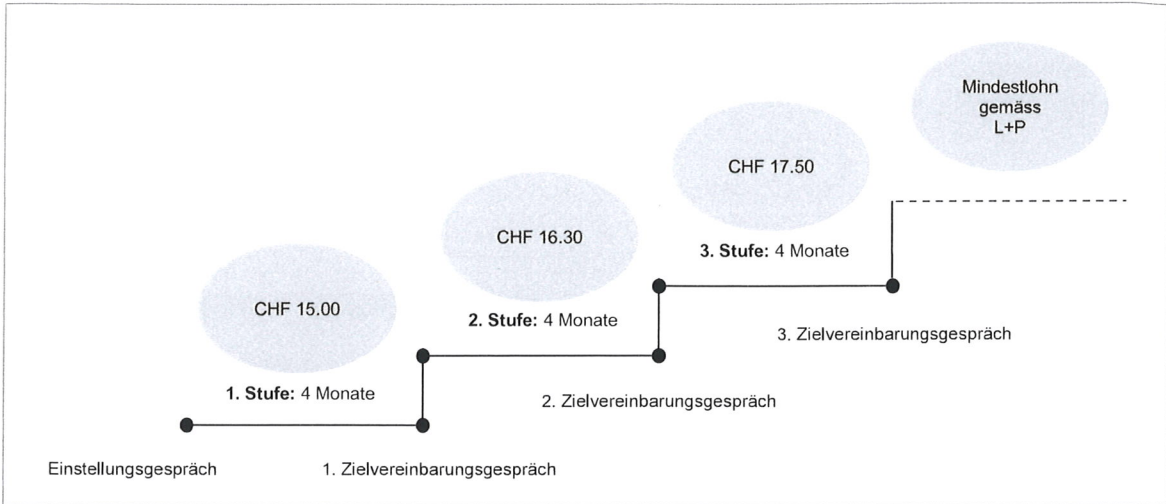 Mindestlohn
gemäss
L+P
CHF 17.50
3. Stufe: 4 Monate
CHF 16.30
2. Stufe: 4 Monate
3. Zielvereinbarungsgespräch
CHF 15.00
1. Stufe: 4 Monate
2. Zielvereinbarungsgespräch
Einstellungsgespräch
1. Zielvereinbarungsgespräch